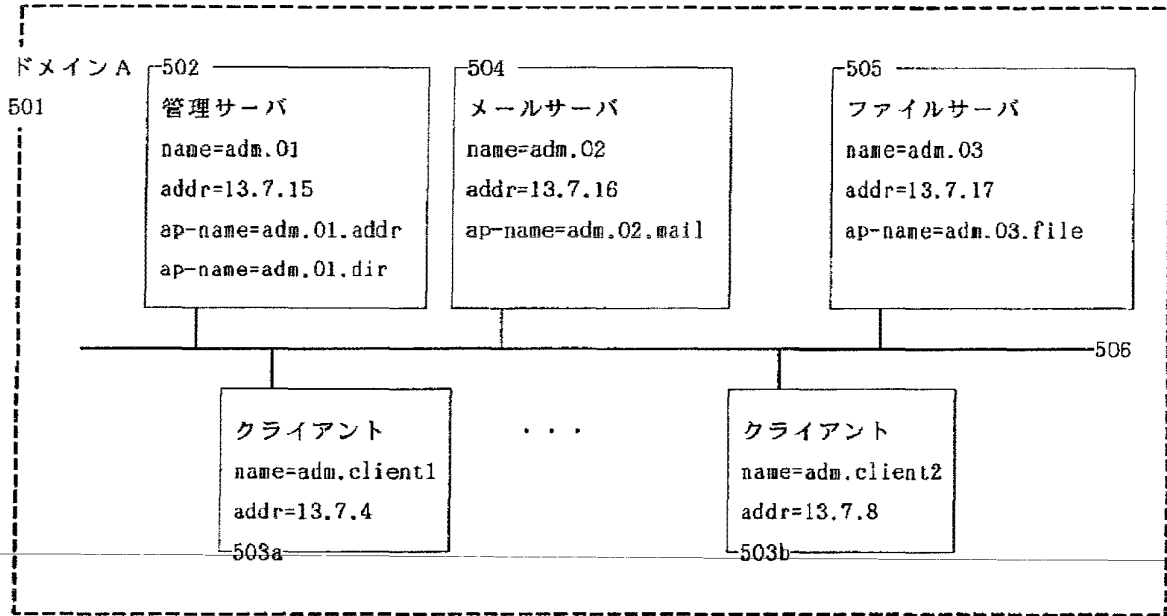 ドメインA
501
502
管理サーバ
name=adm.01
addr=13.7.15
ap-name=adm.01.addr
ap-name=adm.01.dir
504
メールサーバ
name=adm.02
addr=13.7.16
ap-name=adm.02.mail
505
ファイルサーバ
name=adm.03
addr=13.7.17
ap-name=adm.03.file
506
クライアント
name=adm.client1
addr=13.7.4
503a
・・・
クライアント
name=adm.client2
addr=13.7.8
503b